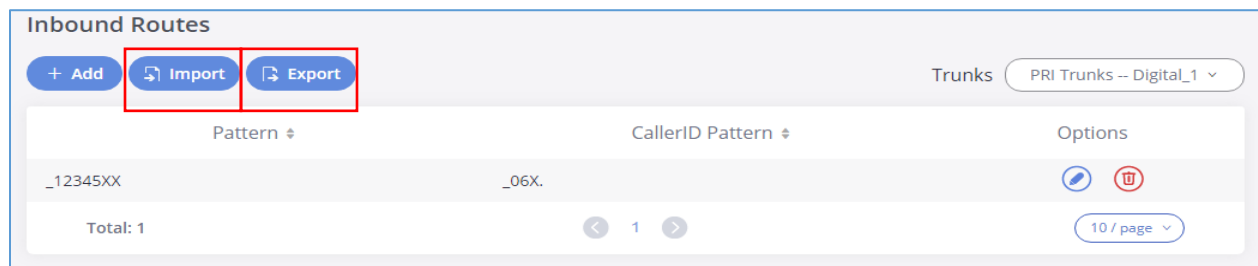 Inbound Routes
+ Add Import Export Trunks PRI Trunks -- Digital_1
Pattern CallerID Pattern Options
_12345XX _06X.
Total: 1 1 10 / page